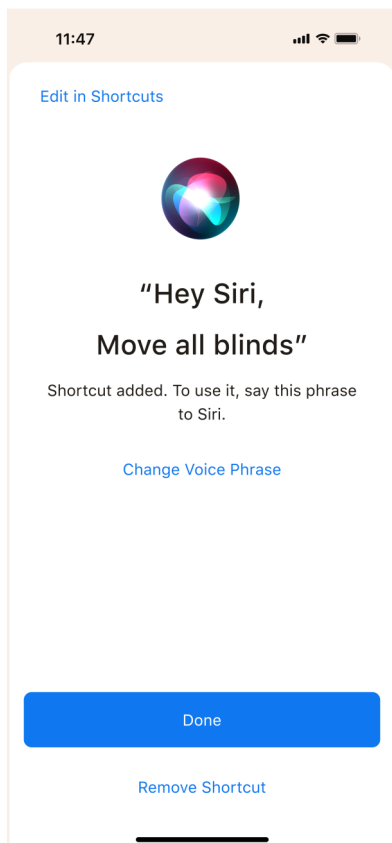 11:47
Edit in Shortcuts
“Hey Siri,
Move all blinds”
Shortcut added. To use it, say this phrase
to Siri.
Change Voice Phrase
Done
Remove Shortcut